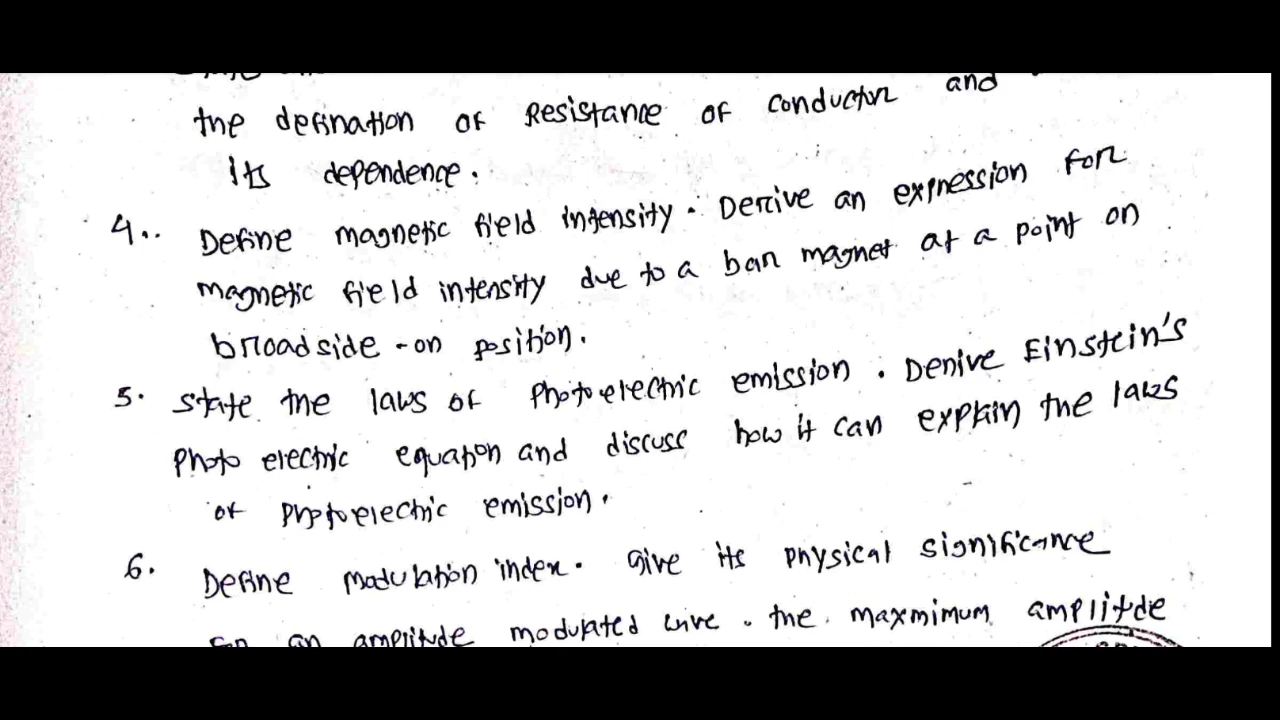 the defination of Resistance of conductor and
its dependence.
4.. Define magnetic field intensity. Derive an expression for
magnetic field intensity due to a bar magnet at a point on
broadside-on position.
5. state the laws of Photoelectric emission. Derive Einstein's
photo electric equation and discuss how it can explain the laws
of photoelectric emission.
6. Define modulation index. Give its physical significance
an amplitude modulated wave. the maxmimum amplitde